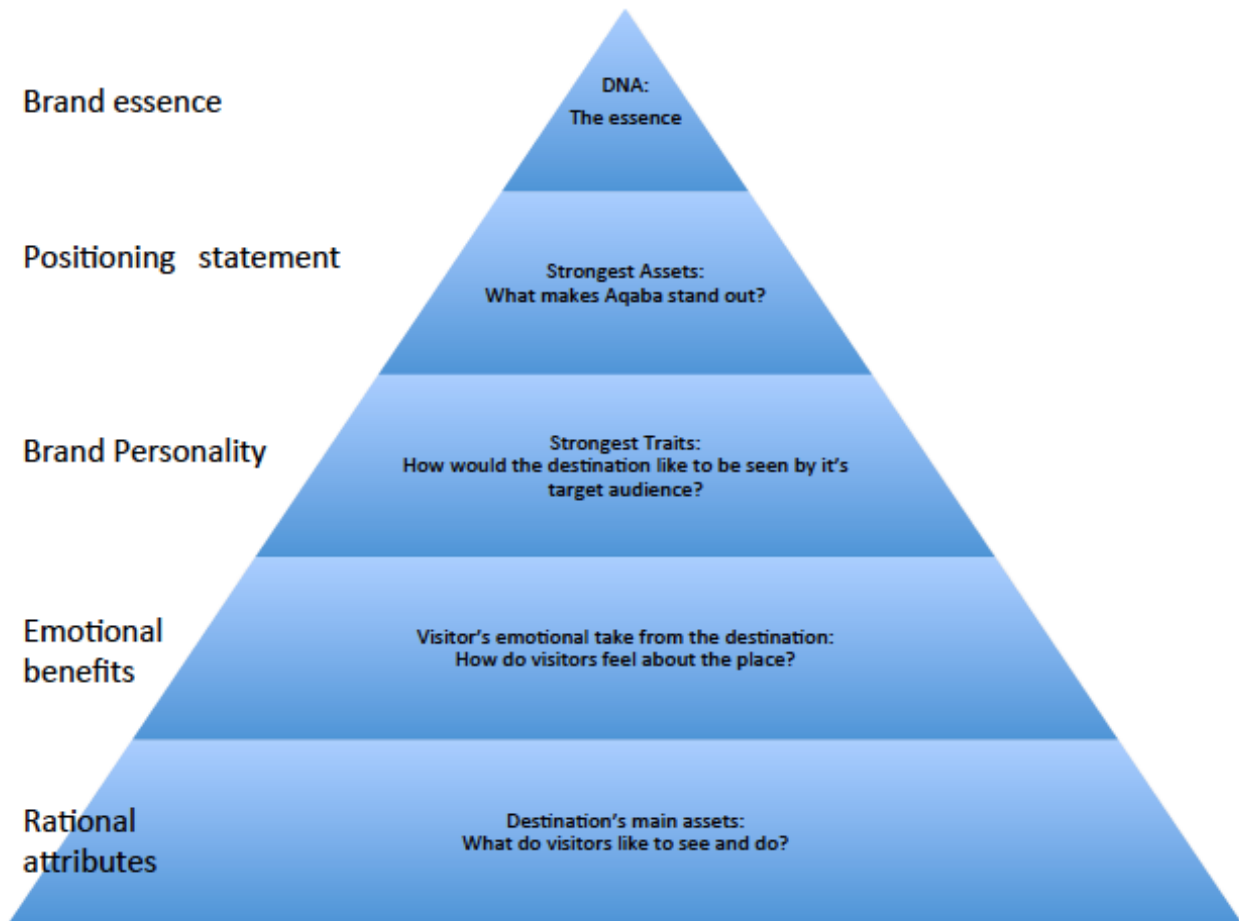 Brand essence
DNA:
The essence
Positioning statement
Strongest Assets:
What makes Aqaba stand out?
Brand Personality
Strongest Traits:
How would the destination like to be seen by it's
target audience?
Emotional
benefits
Visitor's emotional take from the destination:
How do visitors feel about the place?
Rational
attributes
Destination's main assets:
What do visitors like to see and do?